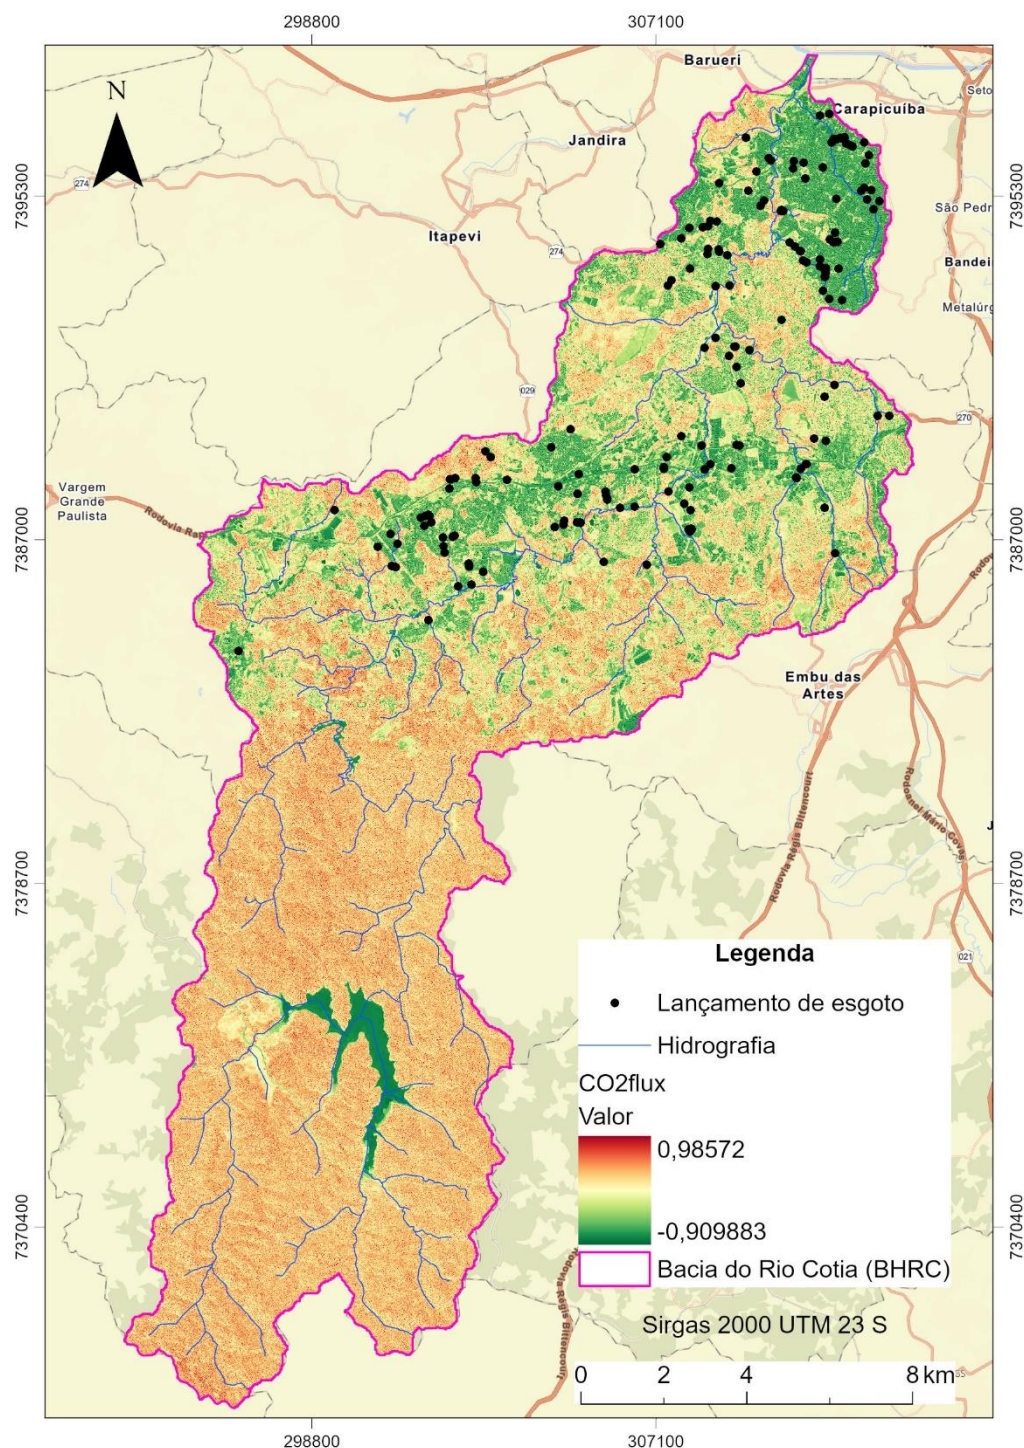 298800
307100
Barueri
N
Seto
Carapicuíba
Jandira
274
7395300
7395300
São Pedr
Itapevi
274
Bandei
Metalúrg
029
270
Vargem
Grande
Paulista
Rodovia Rap
7387000
7387000
Rodov
Embu das
Artes
Rodovia Régis Bittencourt
Rodoanel Mário Covas
J
7378700
7378700
Legenda
021
Lançamento de esgoto
Hidrografia
CO2flux
Valor
0,98572
-0,909883
7370400
7370400
Bacia do Rio Cotia (BHRC)
Rodovia Régis Bittencourt
Sirgas 2000 UTM 23 S
0 2 4 8 km
298800
307100